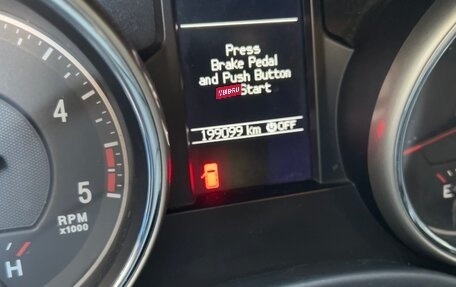 Press
Brake Pedal
and Push Button
Start
199099 km OFF
4
5
RPM
x1000
H
E